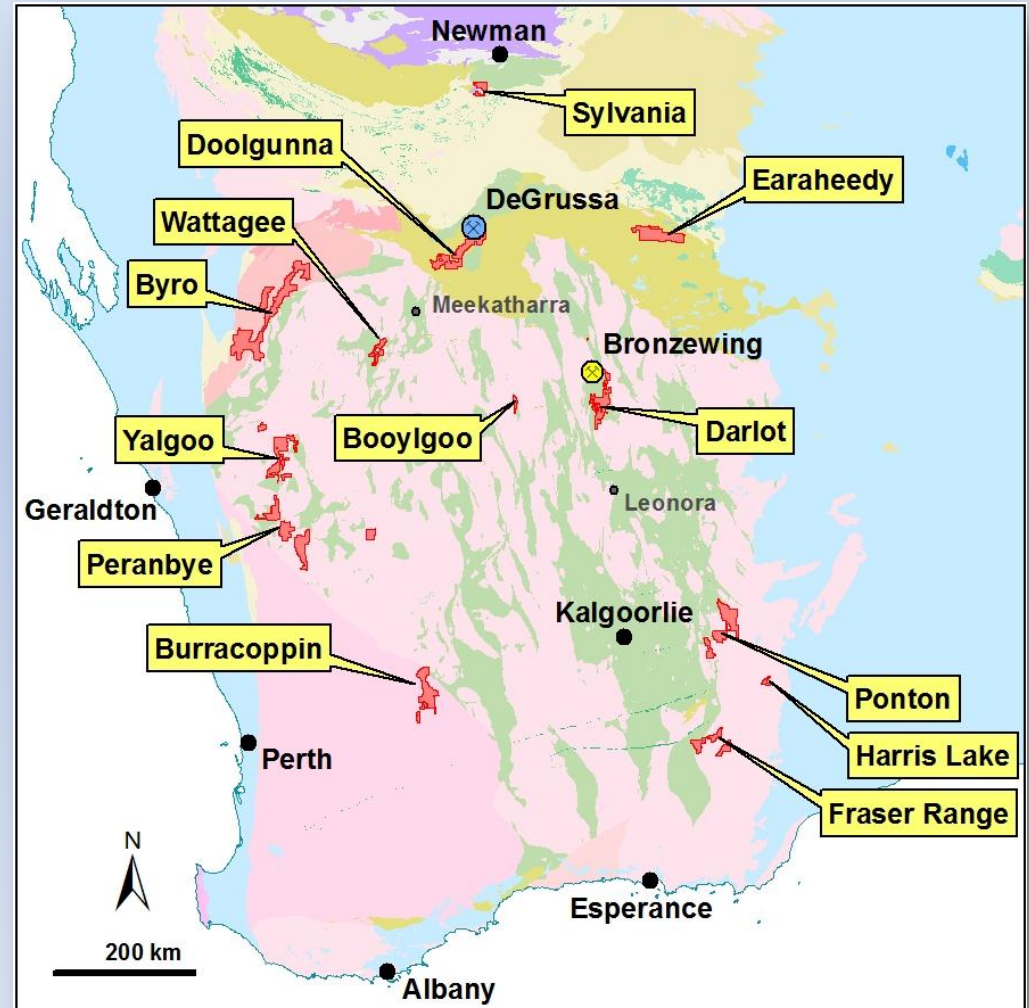 Newman
Sylvania
Doolgunna
Earaheedy
DeGrussa
Wattagee
Byro
Meekatharra
Bronzewing
Yalgoo
Booylgoo
Darlot
Geraldton
Leonora
Peranbye
Kalgoorlie
Burracoppin
Ponton
Perth
Harris Lake
Fraser Range
N
Esperance
200 km
Albany